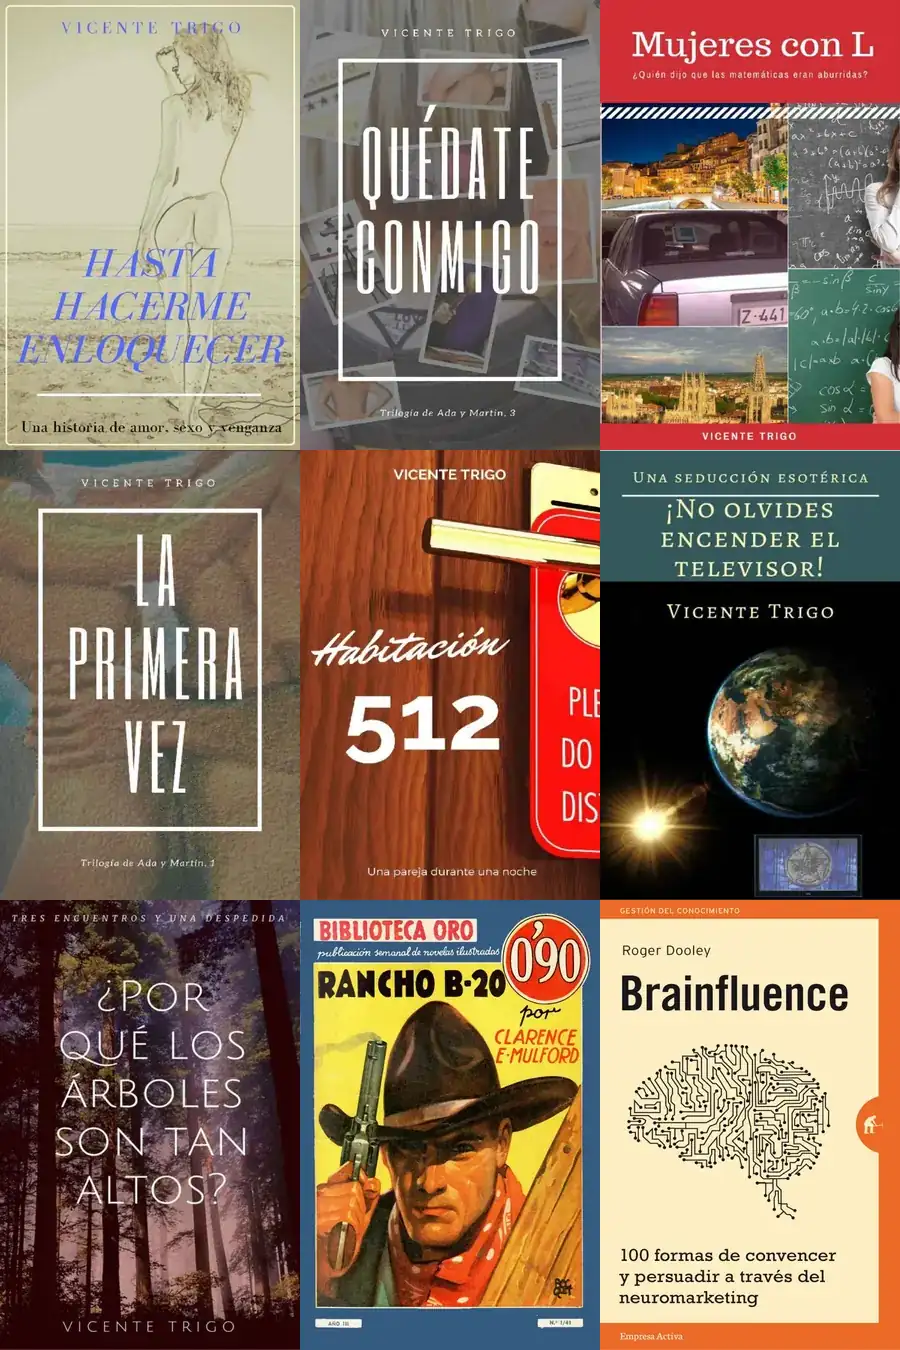 VICENTE TRIGO
HASTA
HACERME
ENLOQUECER
Una historia de amor, sexo y venganza
VICENTE TRIGO
QUÉDATE
CONMIGO
Trilogía de Ada y Martín, 3
Mujeres con L
¿Quién dijo que las matemáticas eran aburridas?
Z-441
VICENTE TRIGO
VICENTE TRIGO
LA
PRIMERA
VEZ
Trilogía de Ada y Martín, 1
VICENTE TRIGO
Habitación
512
PLE
DO
DIS
Una pareja durante una noche
UNA SEDUCCIÓN ESOTÉRICA
¡NO OLVIDES
ENCENDER EL
TELEVISOR!
VICENTE TRIGO
TRES ENCUENTROS Y UNA DESPEDIDA
¿POR
QUÉ LOS
ÁRBOLES
SON TAN
ALTOS?
VICENTE TRIGO
BIBLIOTECA ORO
publicación semanal de novelas ilustradas
0'90
RANCHO B-20
por
CLARENCE
E·MULFORD
AÑO III
N.º 1/41
GESTIÓN DEL CONOCIMIENTO
Roger Dooley
Brainfluence
100 formas de convencer
y persuadir a través del
neuromarketing
Empresa Activa